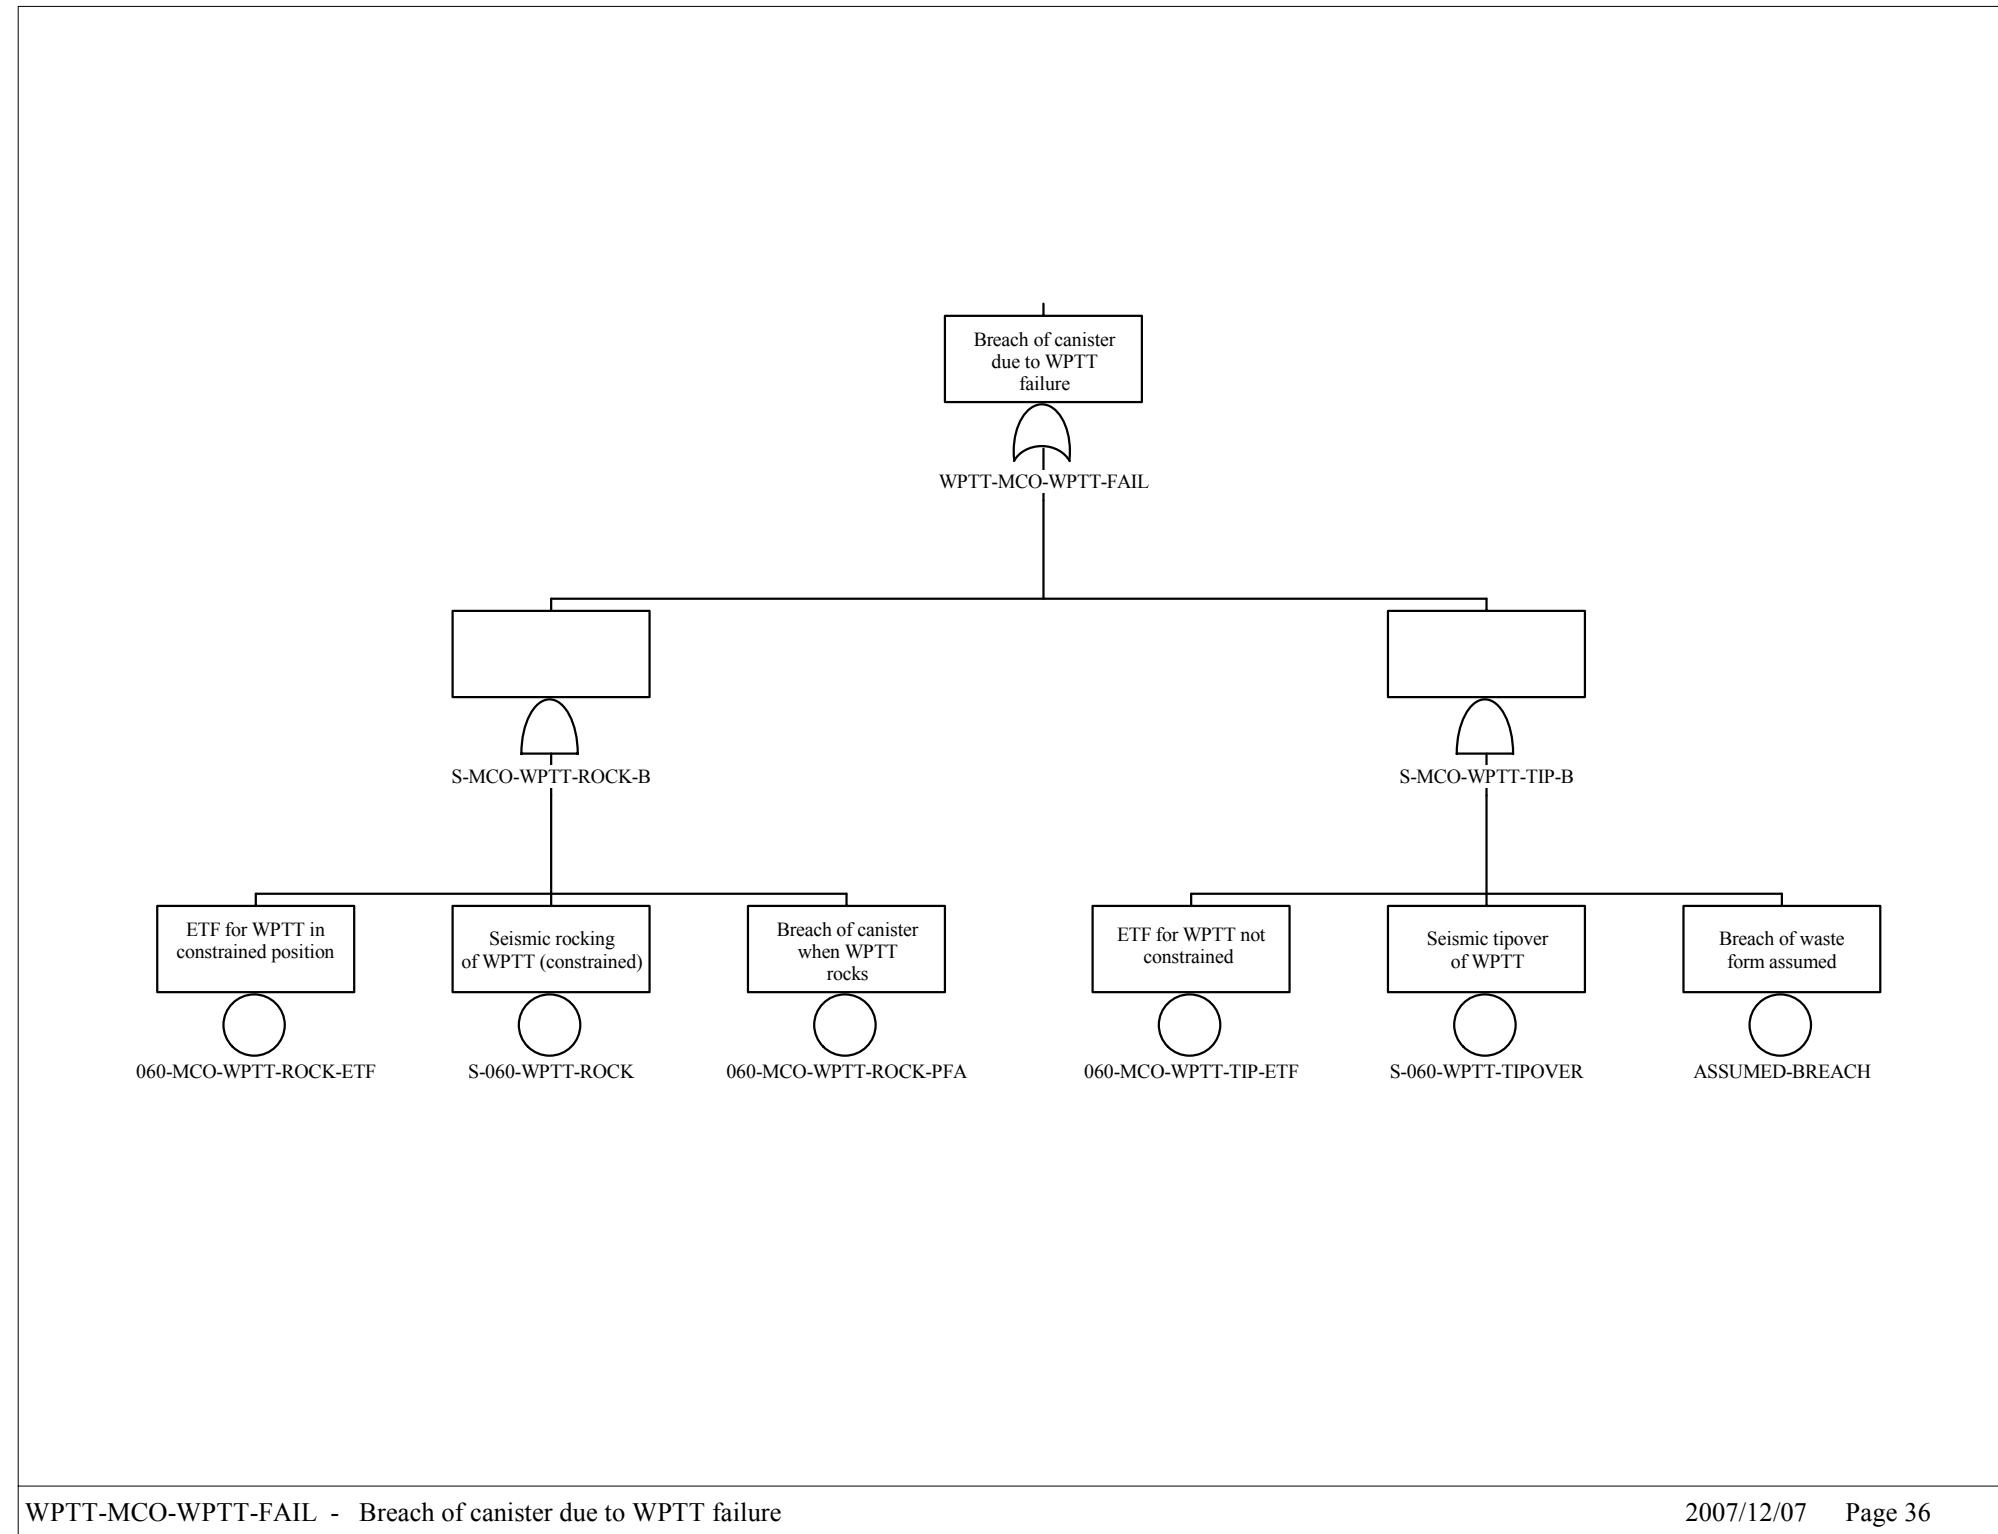 Breach of canister
due to WPTT
failure
WPTT-MCO-WPTT-FAIL
S-MCO-WPTT-ROCK-B
S-MCO-WPTT-TIP-B
ETF for WPTT in
constrained position
060-MCO-WPTT-ROCK-ETF
Seismic rocking
of WPTT (constrained)
S-060-WPTT-ROCK
Breach of canister
when WPTT
rocks
060-MCO-WPTT-ROCK-PFA
ETF for WPTT not
constrained
060-MCO-WPTT-TIP-ETF
Seismic tipover
of WPTT
S-060-WPTT-TIPOVER
Breach of waste
form assumed
ASSUMED-BREACH
WPTT-MCO-WPTT-FAIL - Breach of canister due to WPTT failure
2007/12/07 Page 36